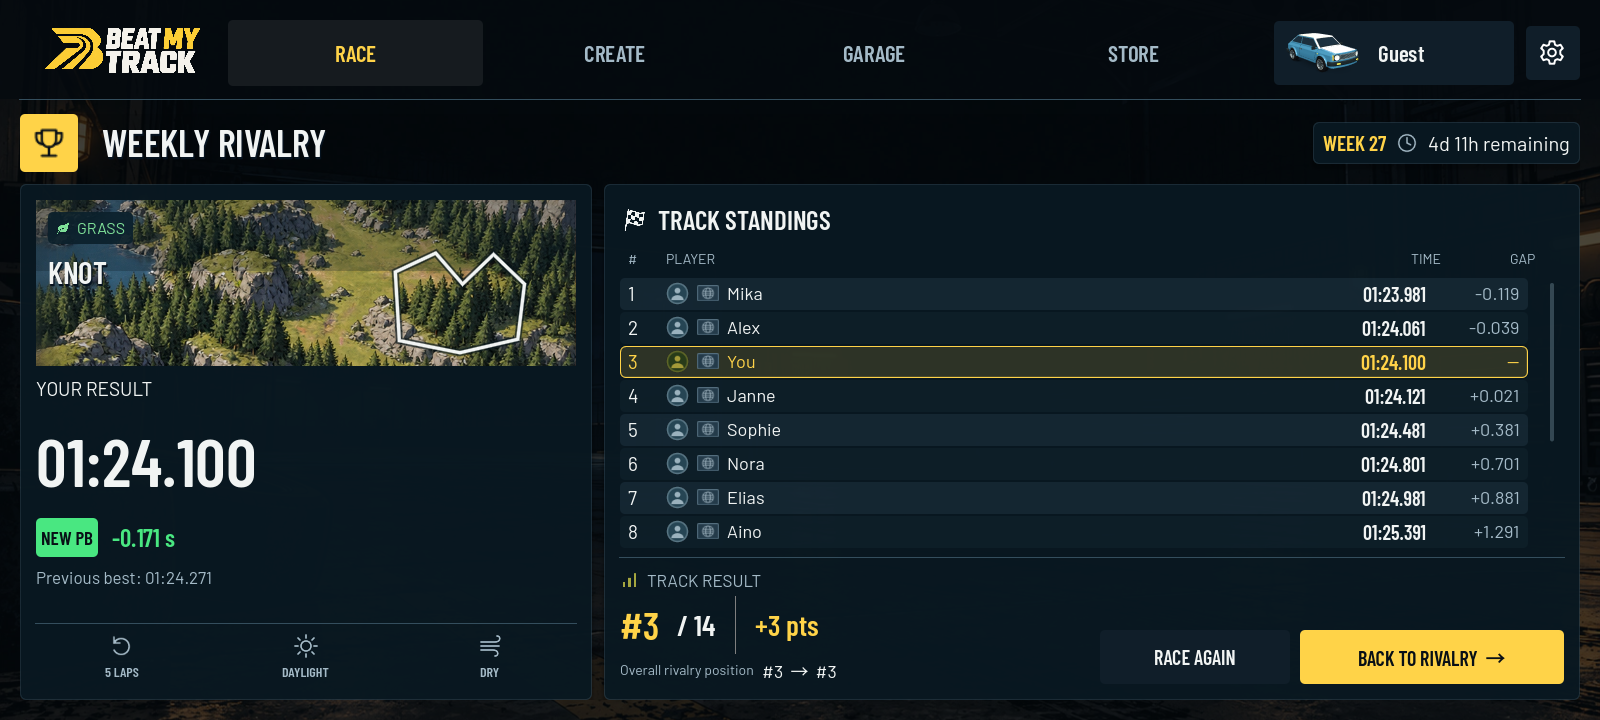 BEAT MY TRACK
RACE
CREATE
GARAGE
STORE
Guest
WEEKLY RIVALRY
WEEK 27 4d 11h remaining
GRASS
KNOT
YOUR RESULT
01:24.100
NEW PB -0.171 s
Previous best: 01:24.271
5 LAPS
DAYLIGHT
DRY
TRACK STANDINGS
# PLAYER TIME GAP
1 Mika 01:23.981 -0.119
2 Alex 01:24.061 -0.039
3 You 01:24.100 —
4 Janne 01:24.121 +0.021
5 Sophie 01:24.481 +0.381
6 Nora 01:24.801 +0.701
7 Elias 01:24.981 +0.881
8 Aino 01:25.391 +1.291
TRACK RESULT
#3 / 14 +3 pts
Overall rivalry position #3 → #3
RACE AGAIN
BACK TO RIVALRY →